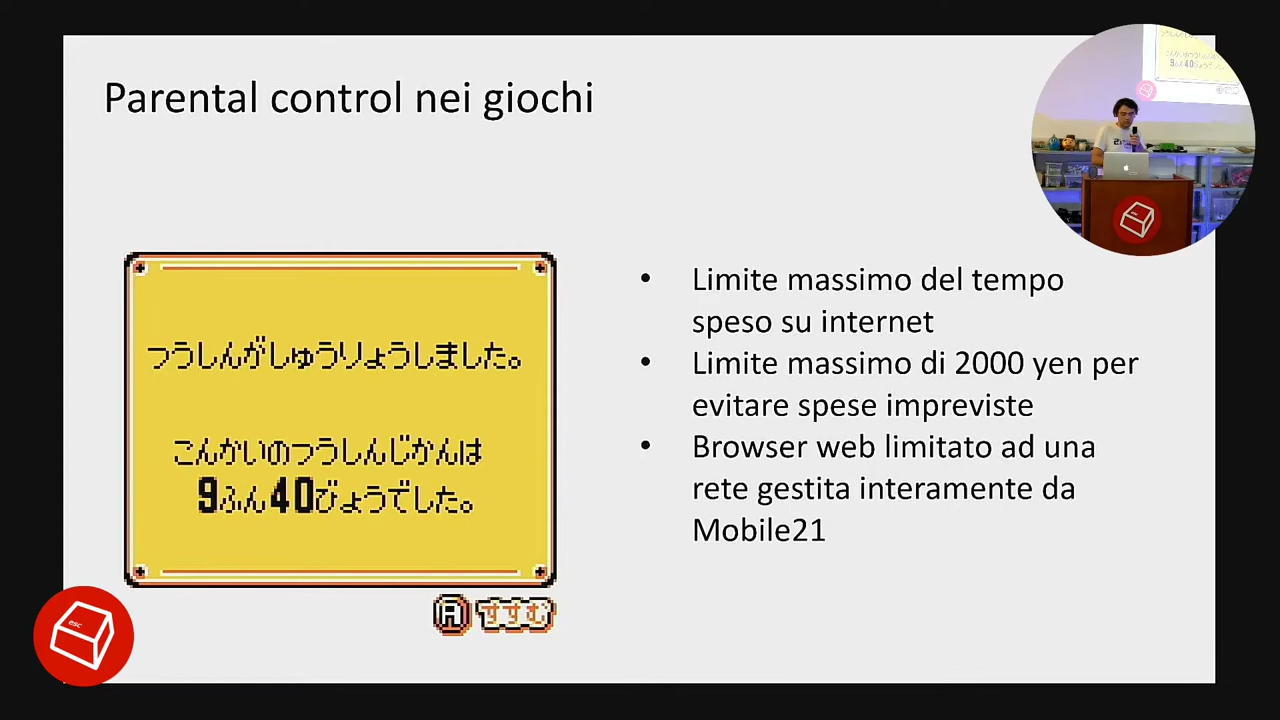 Parental control nei giochi
つうしんがしゅうりょうしました。
こんかいのつうしんじかんは
9ふん40びょうでした。
Ⓐすすむ
• Limite massimo del tempo
speso su internet
• Limite massimo di 2000 yen per
evitare spese impreviste
• Browser web limitato ad una
rete gestita interamente da
Mobile21
esc